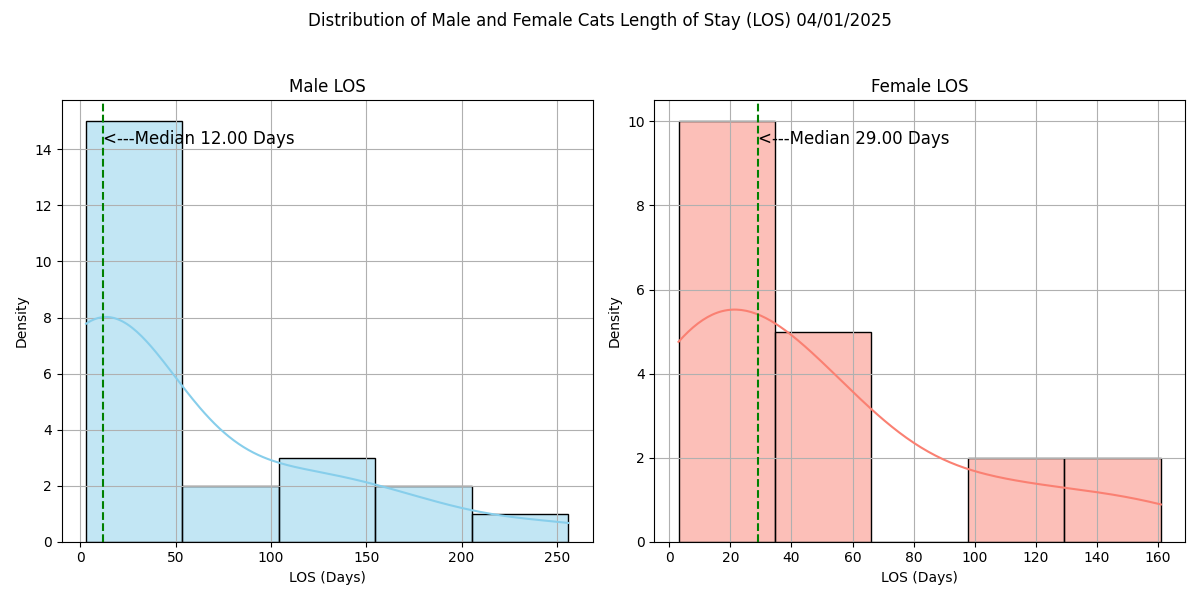 Distribution of Male and Female Cats Length of Stay (LOS) 04/01/2025
Male LOS
<---Median 12.00 Days
Density
14
12
10
8
6
4
2
0
0 50 100 150 200 250
LOS (Days)
Female LOS
<---Median 29.00 Days
Density
10
8
6
4
2
0
0 20 40 60 80 100 120 140 160
LOS (Days)